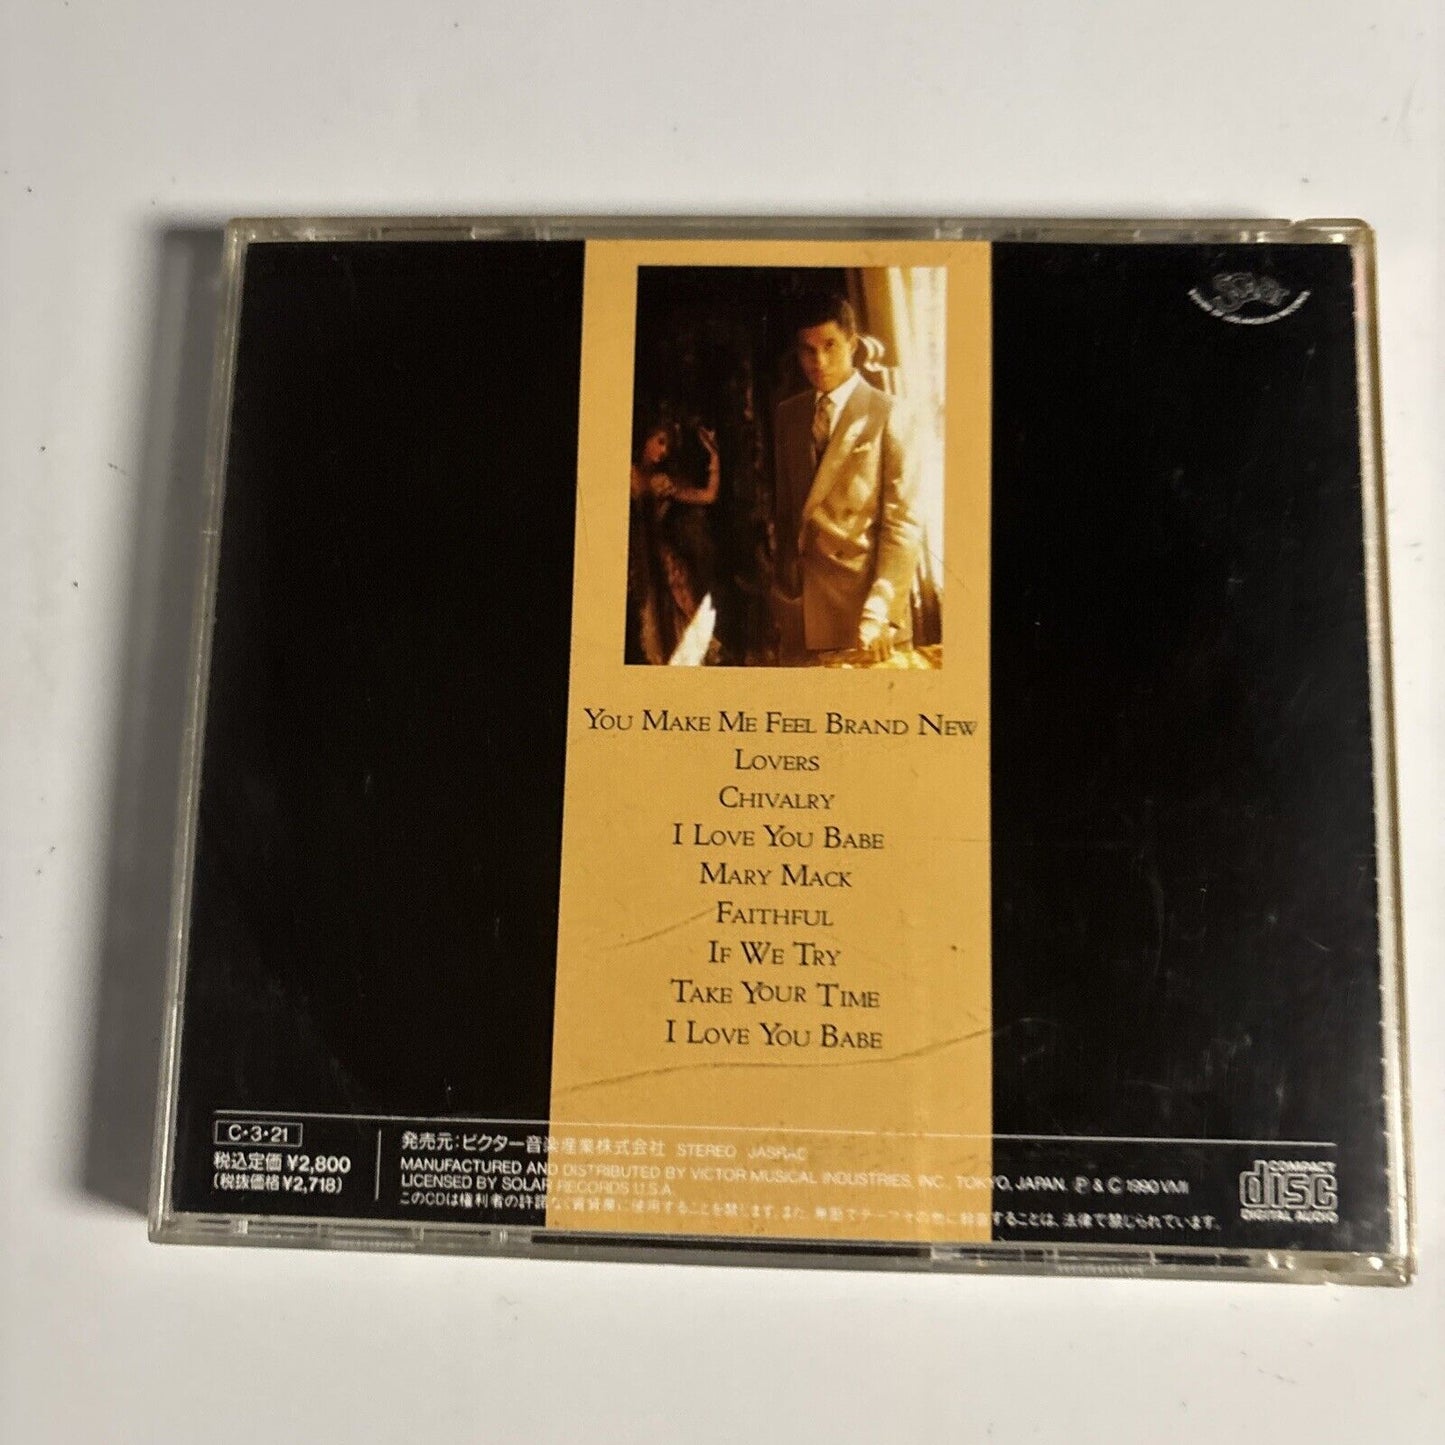 SOLAR
YOU MAKE ME FEEL BRAND NEW
LOVERS
CHIVALRY
I LOVE YOU BABE
MARY MACK
FAITHFUL
IF WE TRY
TAKE YOUR TIME
I LOVE YOU BABE
C・3・21
税込定価 ¥2,800
(税抜価格 ¥2,718)
発売元:ビクター音楽産業株式会社 STEREO JASRAC
MANUFACTURED AND DISTRIBUTED BY VICTOR MUSICAL INDUSTRIES, INC., TOKYO, JAPAN. Ⓟ & © 1990 VMI
LICENSED BY SOLAR RECORDS U.S.A.
このCDは権利者の許諾なく賃貸業に使用することを禁じます。また、無断でテープその他に録音することは、法律で禁じられています。
COMPACT
disc
DIGITAL AUDIO